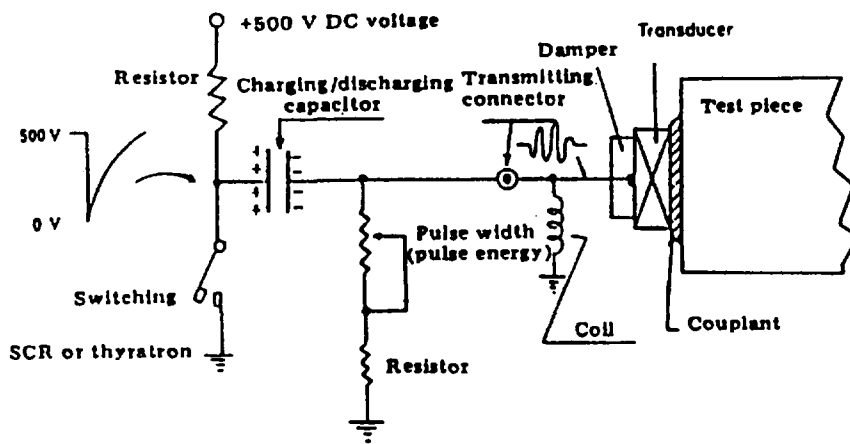 +500 V DC voltage
Resistor
Charging/discharging
capacitor
Transmitting
connector
Damper
Transducer
Test piece
500 V
0 V
+ + + +
− − − −
Pulse width
(pulse energy)
Switching
SCR or thyratron
Resistor
Coil
Couplant